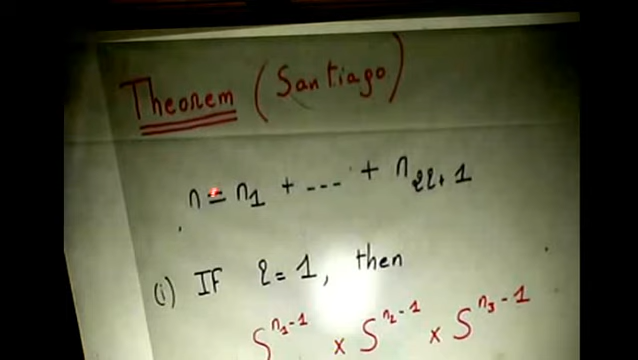 Theorem (Santiago)
n = n₁ + --- + n₂ℓ+1
(i) If ℓ = 1, then
S^{n₁-1} × S^{n₂-1} × S^{n₃-1}